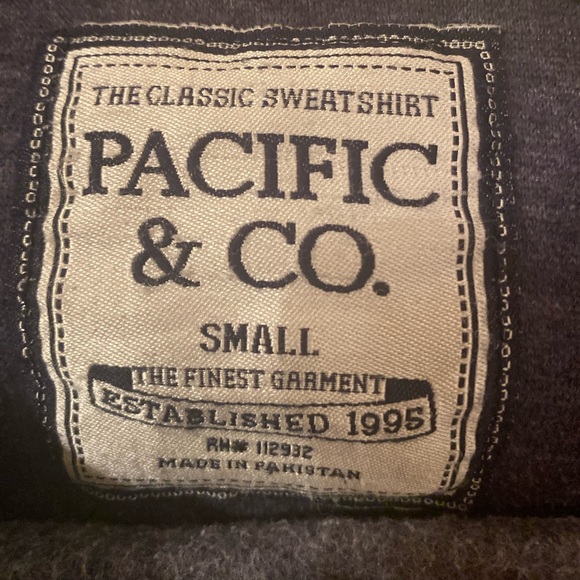 THE CLASSIC SWEATSHIRT
PACIFIC
& CO.
SMALL
THE FINEST GARMENT
ESTABLISHED 1995
RN# 112932
MADE IN PAKISTAN